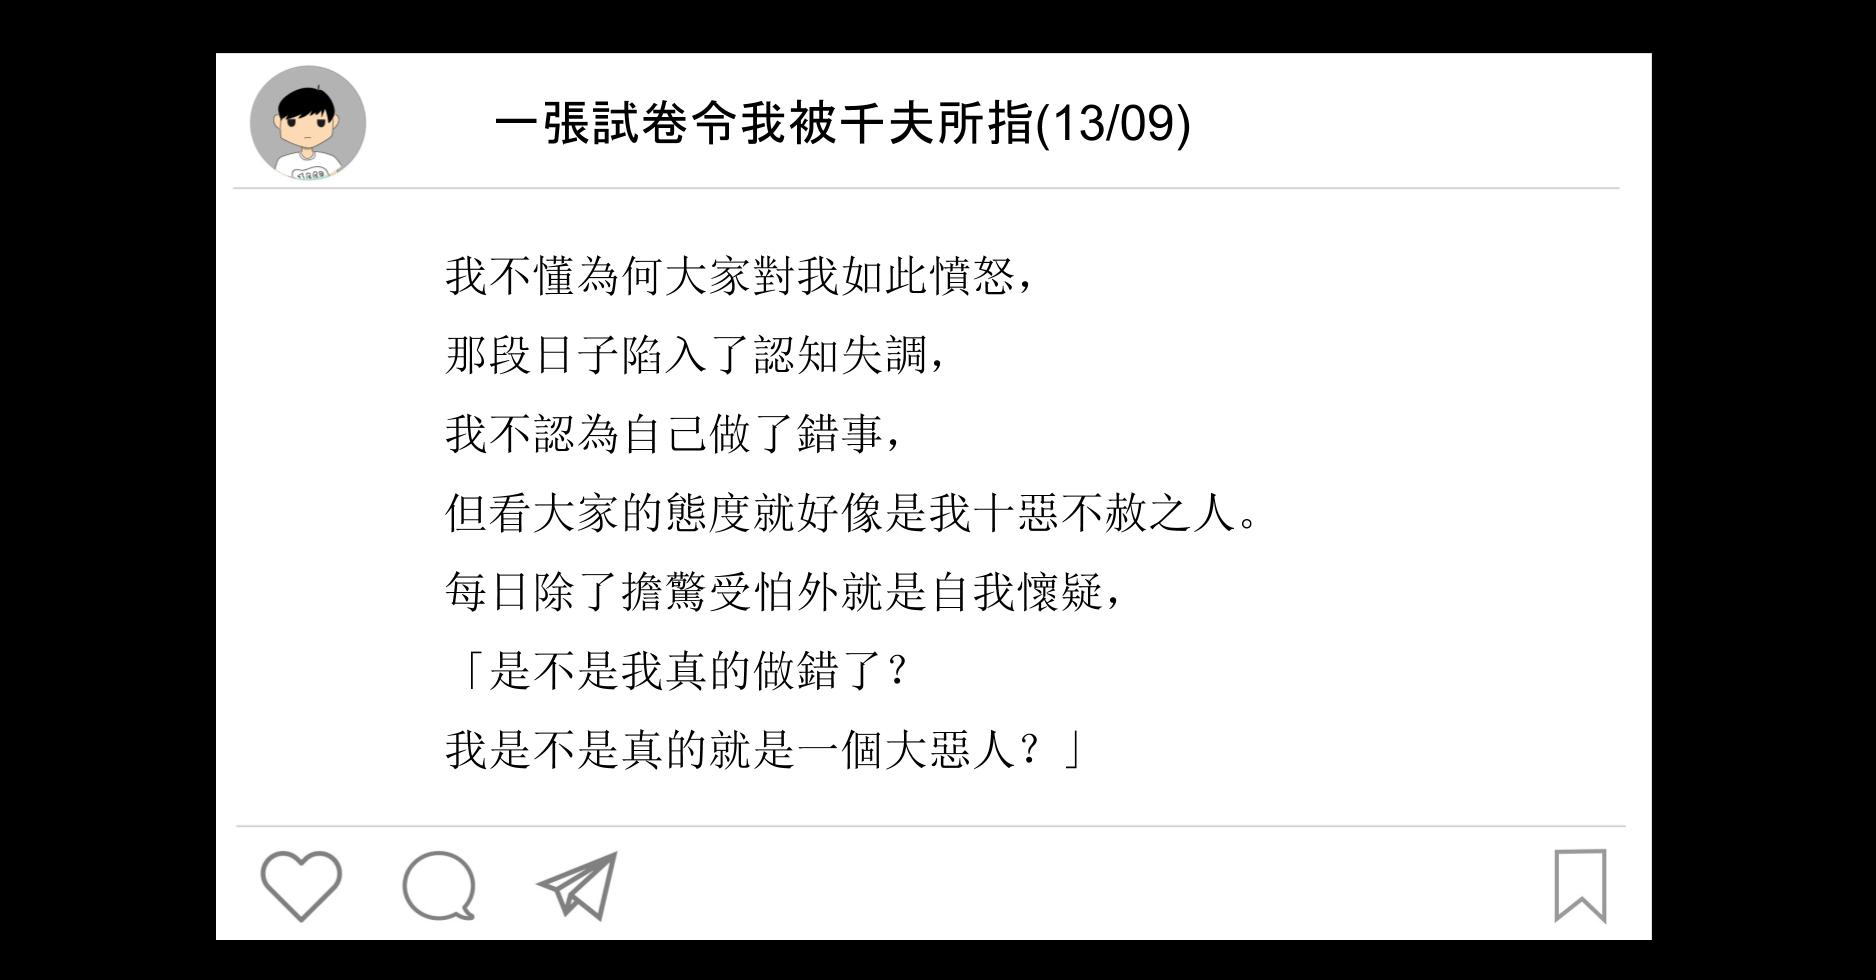 一張試卷令我被千夫所指(13/09)
我不懂為何大家對我如此憤怒，
那段日子陷入了認知失調，
我不認為自己做了錯事，
但看大家的態度就好像是我十惡不赦之人。
每日除了擔驚受怕外就是自我懷疑，
「是不是我真的做錯了？
我是不是真的就是一個大惡人？」